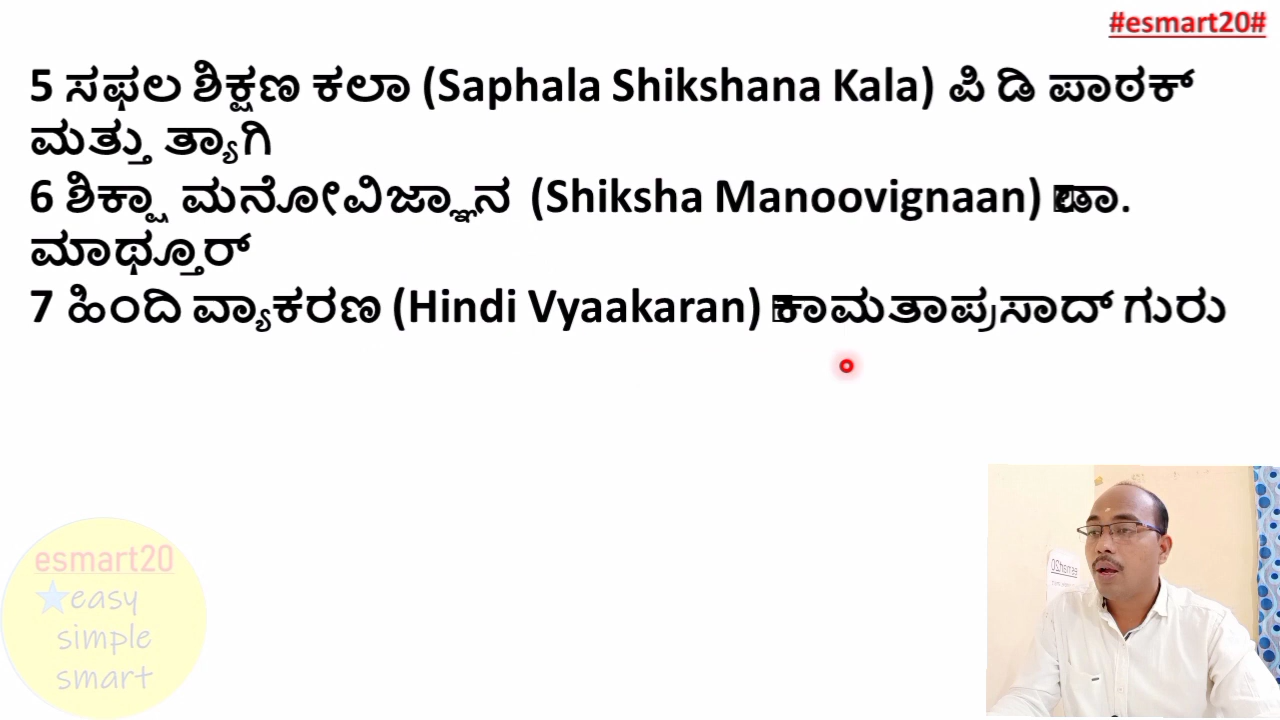 #esmart20#
5 ಸಫಲ ಶಿಕ್ಷಣ ಕಲಾ (Saphala Shikshana Kala) ಪಿ ಡಿ ಪಾಠಕ್
ಮತ್ತು ತ್ಯಾಗಿ
6 ಶಿಕ್ಷಾ ಮನೋವಿಜ್ಞಾನ (Shiksha Manoovignaan) ಡಾ.
ಮಾಥ್ತೂರ್
7 ಹಿಂದಿ ವ್ಯಾಕರಣ (Hindi Vyaakaran) ಕಾಮತಾಪ್ರಸಾದ್ ಗುರು
esmart20
easy
simple
smart